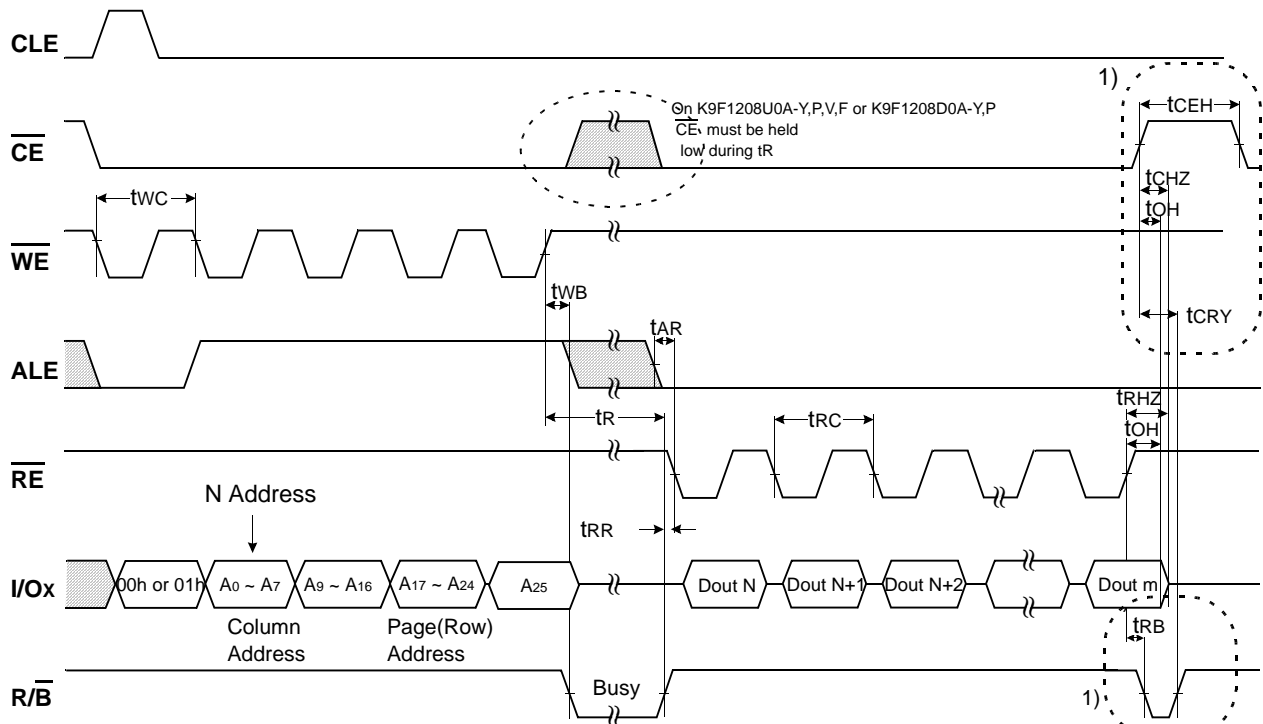 CLE
1)
tCEH
On K9F1208U0A-Y,P,V,F or K9F1208D0A-Y,P
CE must be held
low during tR
CE
tCHZ
tOH
tWC
WE
tWB
tCRY
tAR
ALE
tRHZ
tR
tRC
tOH
RE
N Address
tRR
I/Ox
00h or 01h
A0 ~ A7
A9 ~ A16
A17 ~ A24
A25
Dout N
Dout N+1
Dout N+2
Dout m
Column
Address
Page(Row)
Address
tRB
R/B
Busy
1)